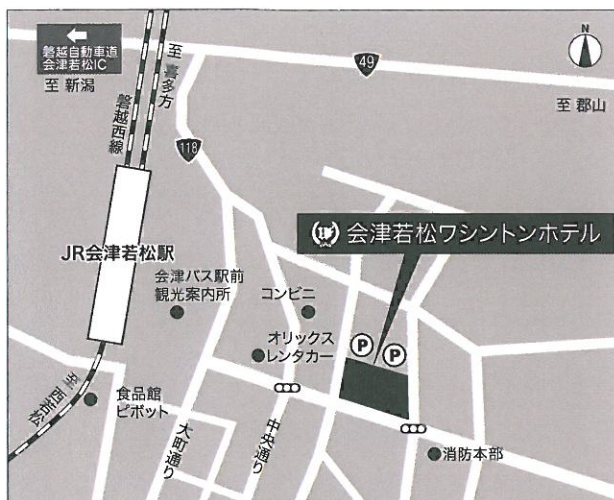 磐越自動車道
会津若松IC
至 新潟
至 喜多方
磐越西線
49
至 郡山
118
JR会津若松駅
会津若松ワシントンホテル
会津バス駅前
観光案内所
コンビニ
オリックス
レンタカー
P
P
至 西若松
食品館
ピボット
大町通り
中央通り
消防本部